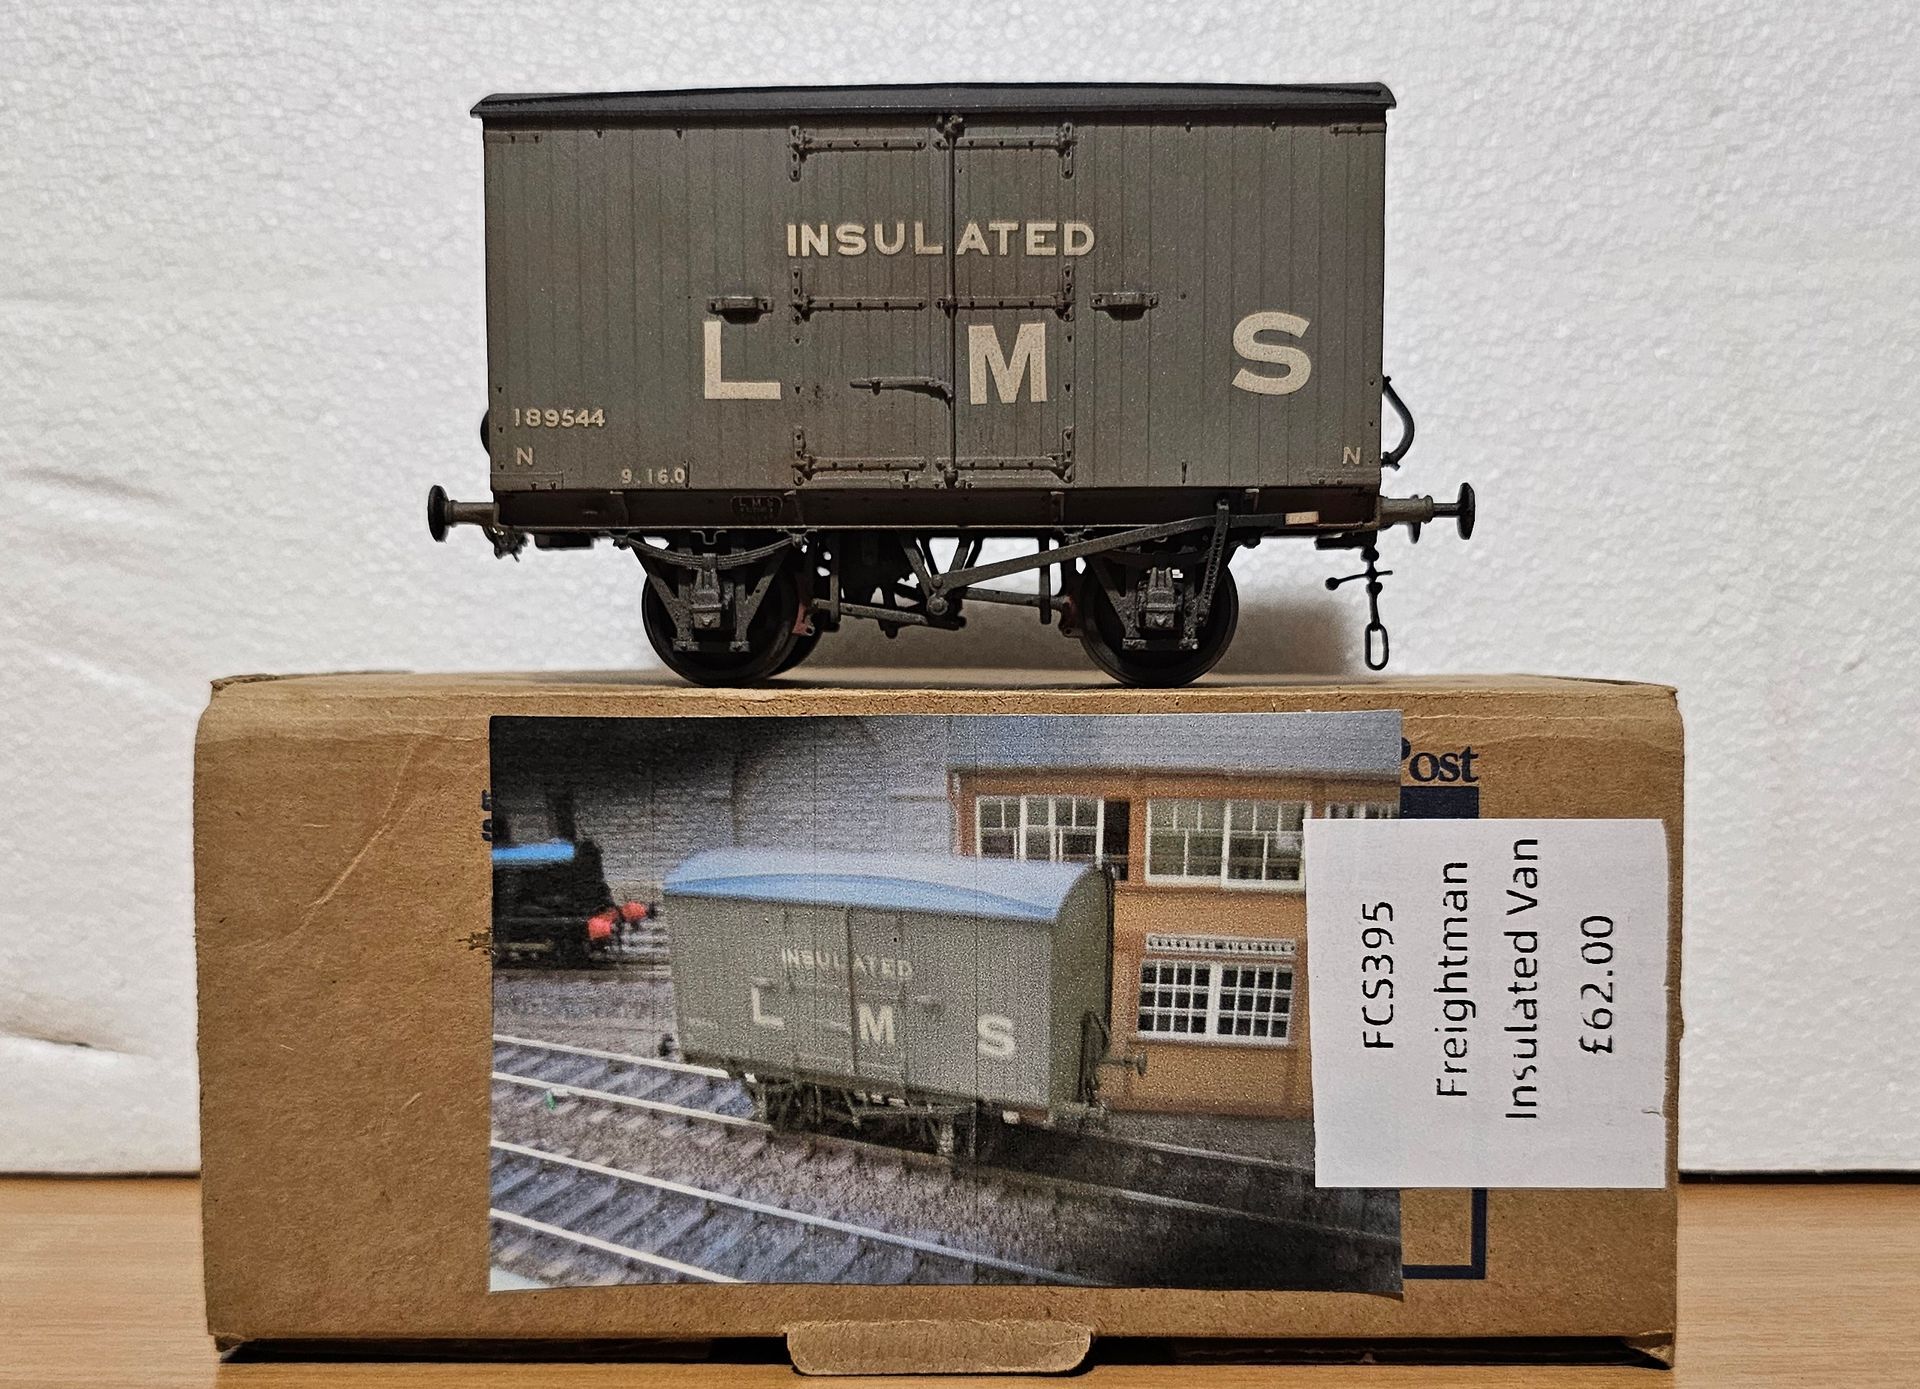 INSULATED
L M S
189544
N
N
9.16.0
L M S
Post
INSULATED
L M S
FCS395
Freightman
Insulated Van
£62.00